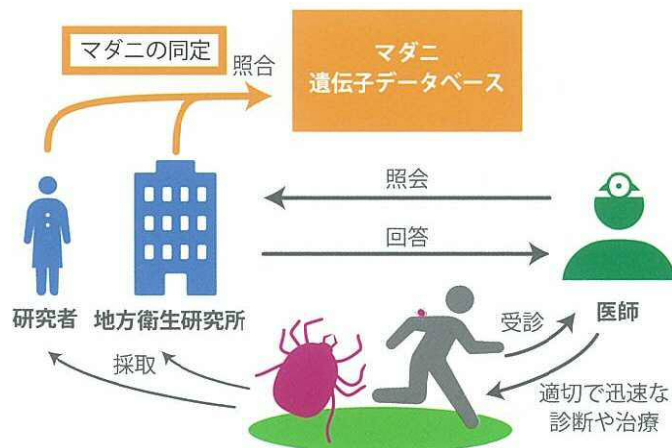 マダニの同定
照合
マダニ
遺伝子データベース
照会
回答
研究者
地方衛生研究所
医師
受診
採取
適切で迅速な
診断や治療